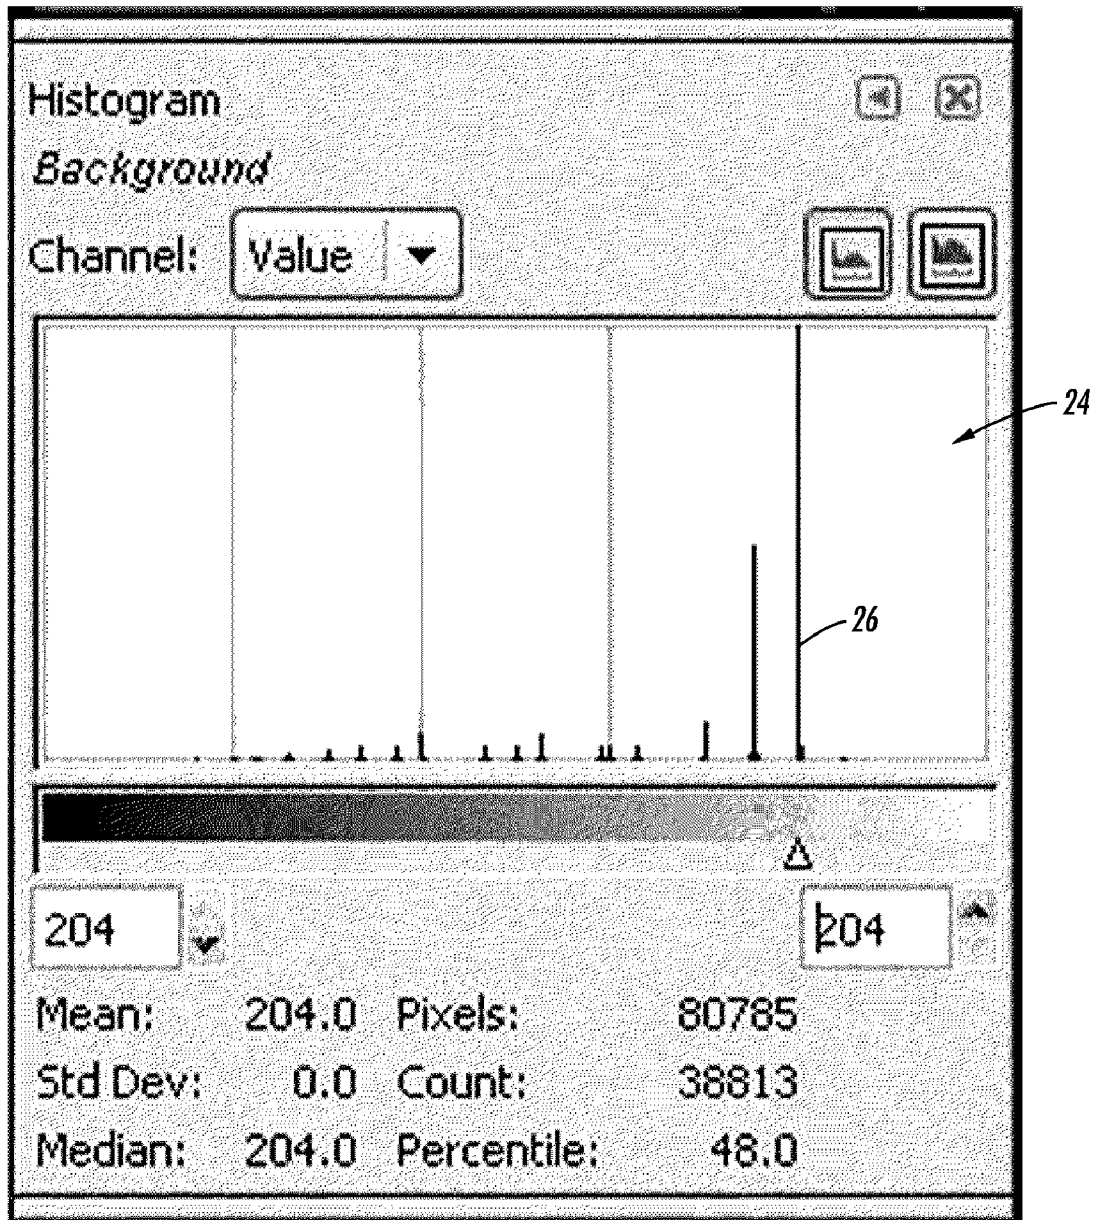 Histogram
Background
Channel: Value
24
26
204 204
Mean: 204.0 Pixels: 80785
Std Dev: 0.0 Count: 38813
Median: 204.0 Percentile: 48.0